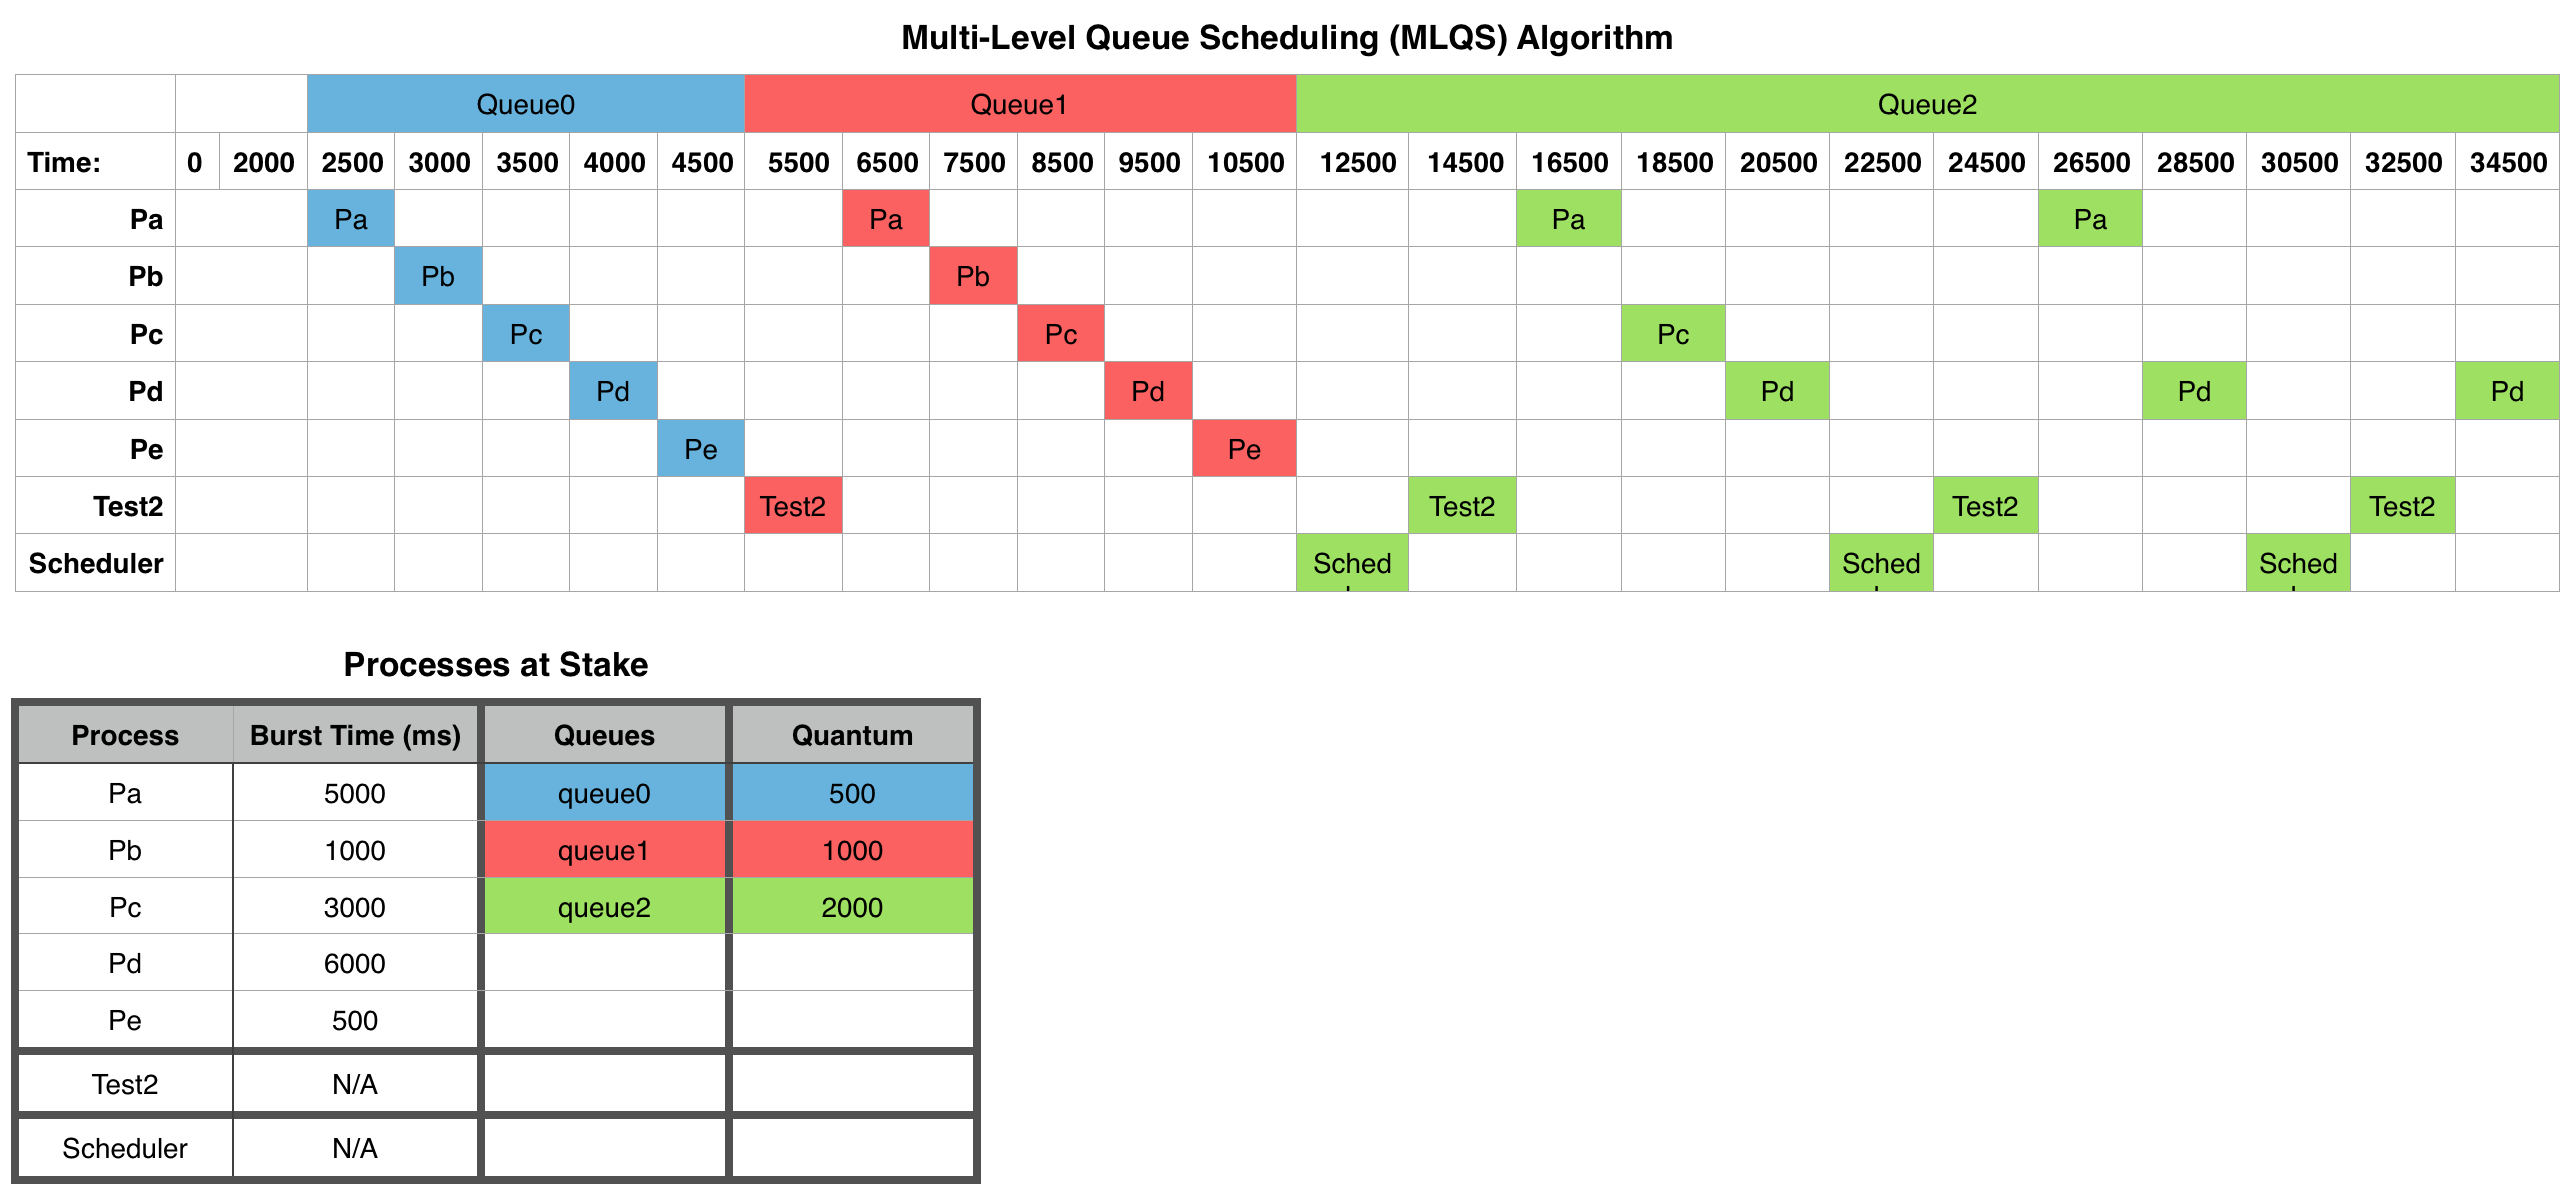 Multi-Level Queue Scheduling (MLQS) Algorithm
Queue0 Queue1 Queue2
Time: 0 2000 2500 3000 3500 4000 4500 5500 6500 7500 8500 9500 10500 12500 14500 16500 18500 20500 22500 24500 26500 28500 30500 32500 34500
Pa Pa Pa Pa Pa
Pb Pb Pb
Pc Pc Pc Pc
Pd Pd Pd Pd Pd Pd
Pe Pe Pe
Test2 Test2 Test2 Test2 Test2
Scheduler Sched Sched Sched
Processes at Stake
Process Burst Time (ms) Queues Quantum
Pa 5000 queue0 500
Pb 1000 queue1 1000
Pc 3000 queue2 2000
Pd 6000
Pe 500
Test2 N/A
Scheduler N/A